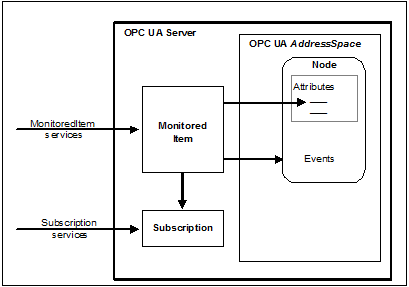 OPC UA Server
OPC UA AddressSpace
Node
Attributes
MonitoredItem
services
Monitored
Item
Events
Subscription
services
Subscription